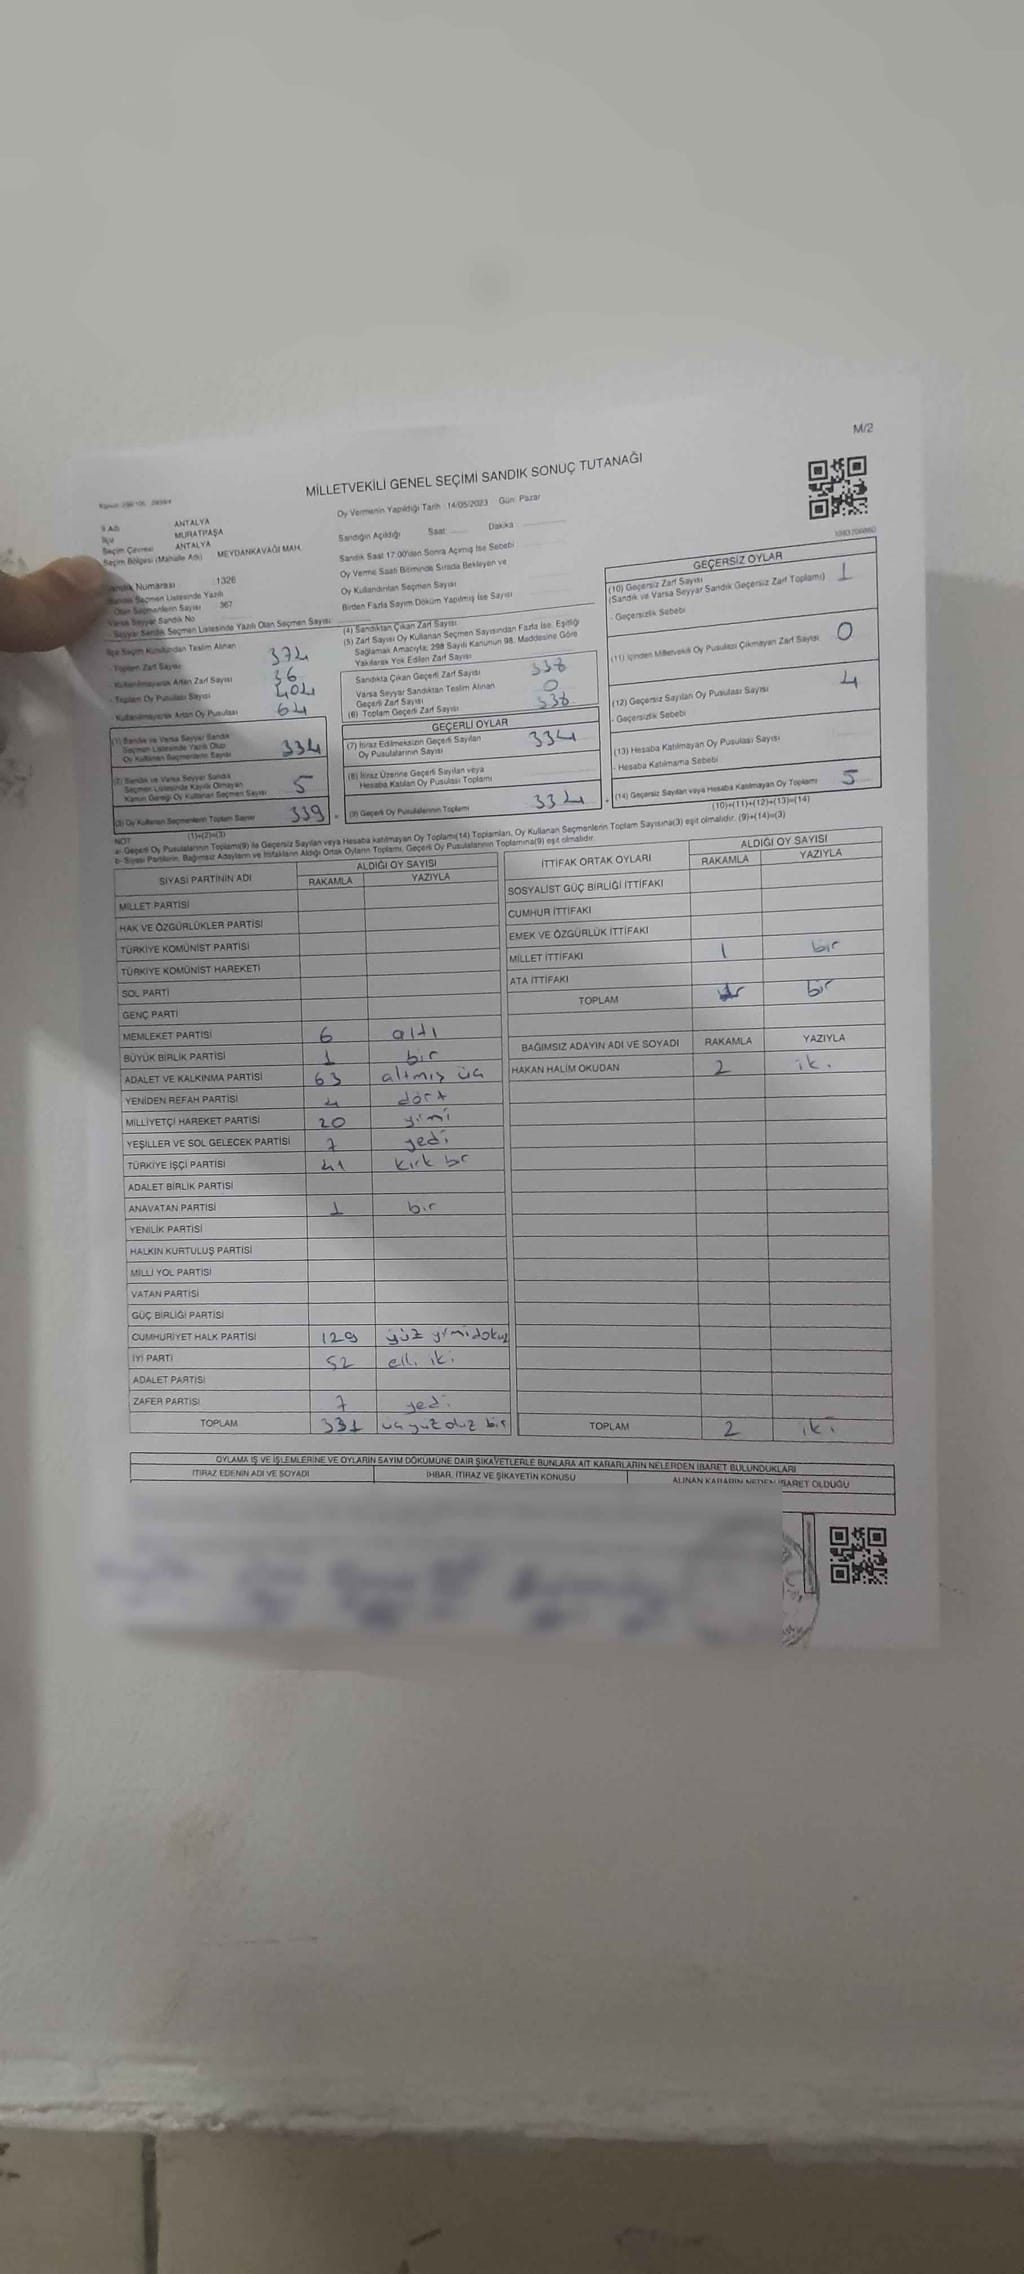 M/2
MİLLETVEKİLİ GENEL SEÇİMİ SANDIK SONUÇ TUTANAĞI
İl Adı ANTALYA
İlçe MURATPAŞA
Seçim Çevresi ANTALYA
Seçim Bölgesi (Mahalle Adı) MEYDANKAVAĞI MAH.
Sandık Numarası : 1326
Sandık Seçmen Listesinde Yazılı
Olan Seçmenlerin Sayısı 367
Varsa Seyyar Sandık No
- Seyyar Sandık Seçmen Listesinde Yazılı Olan Seçmen Sayısı
Oy Vermenin Yapıldığı Tarih : 14/05/2023 Gün: Pazar
Sandığın Açıldığı Saat: Dakika
Sandık Saat 17:00'den Sonra Açılmış İse Sebebi
Oy Verme Saati Bitiminde Sırada Bekleyen ve
Oy Kullandırılan Seçmen Sayısı
Birden Fazla Sayım Döküm Yapılmış İse Sayısı
İlçe Seçim Kurulundan Teslim Alınan
- Toplam Zarf Sayısı 374
- Kullanılmayarak Artan Zarf Sayısı 36
- Toplam Oy Pusulası Sayısı 404
- Kullanılmayarak Artan Oy Pusulası 64
(1) Sandık ve Varsa Seyyar Sandık
Seçmen Listesinde Yazılı Olup
Oy Kullanan Seçmenlerin Sayısı 334
(2) Sandık ve Varsa Seyyar Sandık
Seçmen Listesinde Kayıtlı Olmayan
Kanun Gereği Oy Kullanan Seçmen Sayısı 5
(3) Oy Kullanan Seçmenlerin Toplam Sayısı 339
(1)+(2)=(3)
(4) Sandıktan Çıkan Zarf Sayısı
(5) Zarf Sayısı Oy Kullanan Seçmen Sayısından Fazla İse, Eşitliği
Sağlamak Amacıyla; 298 Sayılı Kanunun 98. Maddesine Göre
Yakılarak Yok Edilen Zarf Sayısı
Sandıkta Çıkan Geçerli Zarf Sayısı 338
Varsa Seyyar Sandıktan Teslim Alınan
Geçerli Zarf Sayısı 0
(6) Toplam Geçerli Zarf Sayısı 338
GEÇERLİ OYLAR
(7) İtiraz Edilmeksizin Geçerli Sayılan
Oy Pusulalarının Sayısı 334
(8) İtiraz Üzerine Geçerli Sayılan veya
Hesaba Katılan Oy Pusulası Toplamı
(9) Geçerli Oy Pusulalarının Toplamı 334
GEÇERSİZ OYLAR
(10) Geçersiz Zarf Sayısı
(Sandık ve Varsa Seyyar Sandık Geçersiz Zarf Toplamı) 1
- Geçersizlik Sebebi
(11) İçinden Milletvekili Oy Pusulası Çıkmayan Zarf Sayısı 0
(12) Geçersiz Sayılan Oy Pusulası Sayısı 4
- Geçersizlik Sebebi
(13) Hesaba Katılmayan Oy Pusulası Sayısı
- Hesaba Katılmama Sebebi
(14) Geçersiz Sayılan veya Hesaba Katılmayan Oy Toplamı 5
(10)+(11)+(12)+(13)=(14)
NOT
a- Geçerli Oy Pusulalarının Toplamı(9) ile Geçersiz Sayılan veya Hesaba katılmayan Oy Toplamı(14) Toplamları, Oy Kullanan Seçmenlerin Toplam Sayısına(3) eşit olmalıdır. (9)+(14)=(3)
b- Siyasi Partilerin, Bağımsız Adayların ve İttifakların Aldığı Ortak Oyların Toplamı, Geçerli Oy Pusulalarının Toplamına(9) eşit olmalıdır.
SİYASİ PARTİNİN ADI ALDIĞI OY SAYISI
RAKAMLA YAZIYLA
MİLLET PARTİSİ
HAK VE ÖZGÜRLÜKLER PARTİSİ
TÜRKİYE KOMÜNİST PARTİSİ
TÜRKİYE KOMÜNİST HAREKETİ
SOL PARTİ
GENÇ PARTİ
MEMLEKET PARTİSİ 6 altı
BÜYÜK BİRLİK PARTİSİ 1 bir
ADALET VE KALKINMA PARTİSİ 63 altmış üç
YENİDEN REFAH PARTİSİ 4 dört
MİLLİYETÇİ HAREKET PARTİSİ 20 yirmi
YEŞİLLER VE SOL GELECEK PARTİSİ 7 yedi
TÜRKİYE İŞÇİ PARTİSİ 41 kırk bir
ADALET BİRLİK PARTİSİ
ANAVATAN PARTİSİ 1 bir
YENİLİK PARTİSİ
HALKIN KURTULUŞ PARTİSİ
MİLLİ YOL PARTİSİ
VATAN PARTİSİ
GÜÇ BİRLİĞİ PARTİSİ
CUMHURİYET HALK PARTİSİ 129 yüz yirmidokuz
İYİ PARTİ 52 elli iki
ADALET PARTİSİ
ZAFER PARTİSİ 7 yedi
TOPLAM 331 üçyüz otuz bir
İTTİFAK ORTAK OYLARI ALDIĞI OY SAYISI
RAKAMLA YAZIYLA
SOSYALİST GÜÇ BİRLİĞİ İTTİFAKI
CUMHUR İTTİFAKI
EMEK VE ÖZGÜRLÜK İTTİFAKI
MİLLET İTTİFAKI 1 bir
ATA İTTİFAKI
TOPLAM bir
BAĞIMSIZ ADAYIN ADI VE SOYADI RAKAMLA YAZIYLA
HAKAN HALİM OKUDAN 2 iki
TOPLAM 2 iki
OYLAMA İŞ VE İŞLEMLERİNE VE OYLARIN SAYIM DÖKÜMÜNE DAİR ŞİKAYETLERLE BUNLARA AİT KARARLARIN NELERDEN İBARET BULUNDUKLARI
İTİRAZ EDENİN ADI VE SOYADI İHBAR, İTİRAZ VE ŞİKAYETİN KONUSU ALINAN KARARIN NEDEN İBARET OLDUĞU